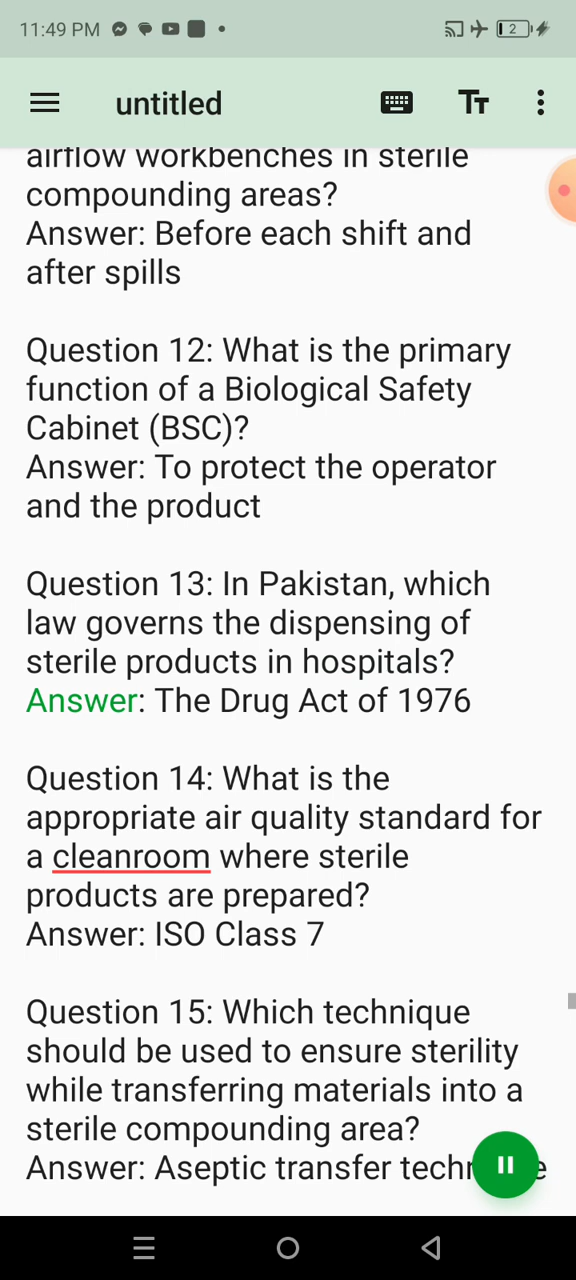 11:49 PM
2
untitled
Tт
airflow workbenches in sterile
compounding areas?
Answer: Before each shift and
after spills
Question 12: What is the primary
function of a Biological Safety
Cabinet (BSC)?
Answer: To protect the operator
and the product
Question 13: In Pakistan, which
law governs the dispensing of
sterile products in hospitals?
Answer: The Drug Act of 1976
Question 14: What is the
appropriate air quality standard for
a cleanroom where sterile
products are prepared?
Answer: ISO Class 7
Question 15: Which technique
should be used to ensure sterility
while transferring materials into a
sterile compounding area?
Answer: Aseptic transfer